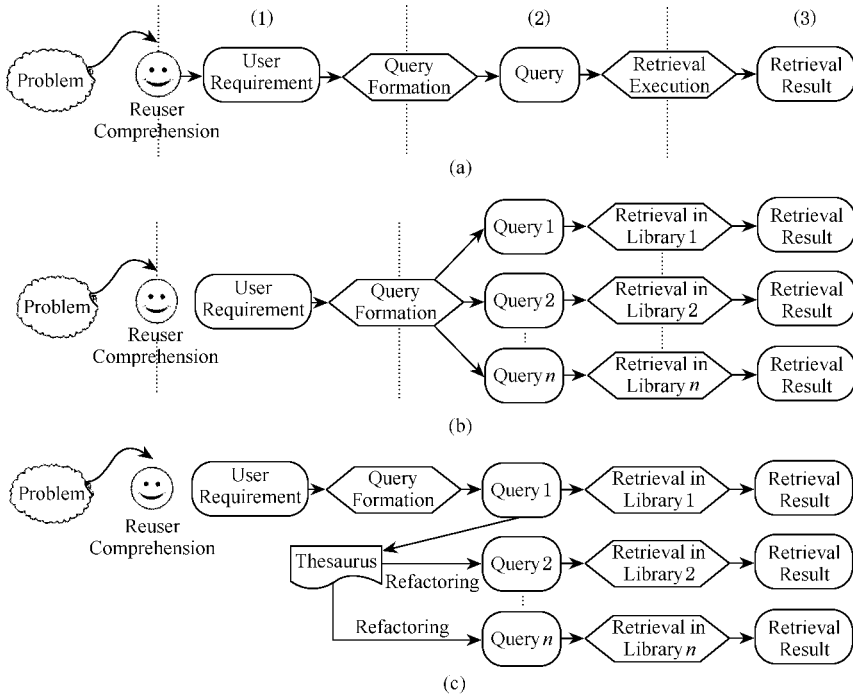 (1)
(2)
(3)
Problem
Reuser
Comprehension
User
Requirement
Query
Formation
Query
Retrieval
Execution
Retrieval
Result
(a)
Problem
Reuser
Comprehension
User
Requirement
Query
Formation
Query 1
Retrieval in
Library 1
Retrieval
Result
Query 2
Retrieval in
Library 2
Retrieval
Result
Query n
Retrieval in
Library n
Retrieval
Result
(b)
Problem
Reuser
Comprehension
User
Requirement
Query
Formation
Query 1
Retrieval in
Library 1
Retrieval
Result
Thesaurus
Refactoring
Query 2
Retrieval in
Library 2
Retrieval
Result
Refactoring
Query n
Retrieval in
Library n
Retrieval
Result
(c)